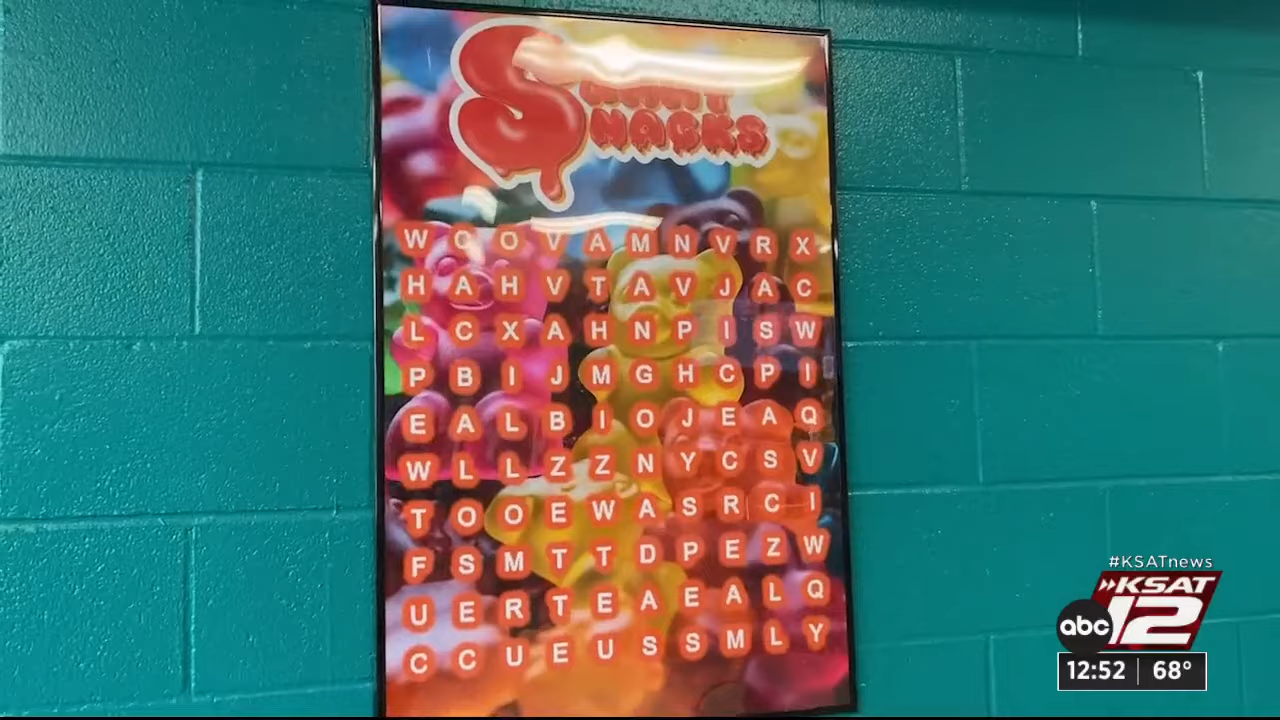 SNACKS
W O O V A M N V R X
H A H V T A V J A C
L C X A H N P I S W
P B I J M G H C P I
E A L B I O J E A Q
W L L Z Z N Y C S V
T O O E W A S R C I
F S M T T D P E Z W
U E R T E A E A L Q
C C U E U S S M L Y
#KSATnews
KSAT
abc 12
12:52 68°